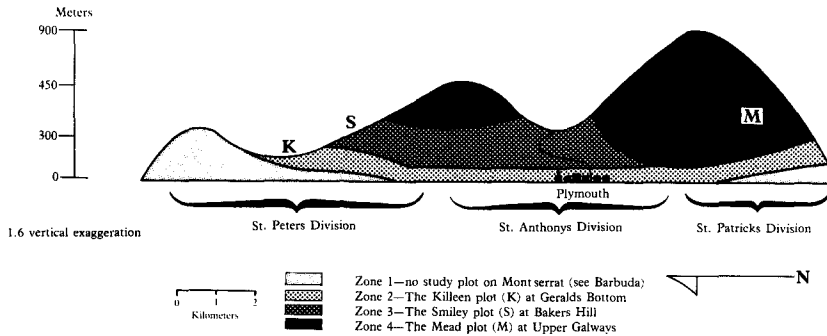 Meters
900
450
300
0
K
S
M
Plymouth
St. Peters Division
St. Anthonys Division
St. Patricks Division
1.6 vertical exaggeration
0 1 2
Kilometers
Zone 1—no study plot on Montserrat (see Barbuda)
Zone 2—The Killeen plot (K) at Geralds Bottom
Zone 3—The Smiley plot (S) at Bakers Hill
Zone 4—The Mead plot (M) at Upper Galways
N